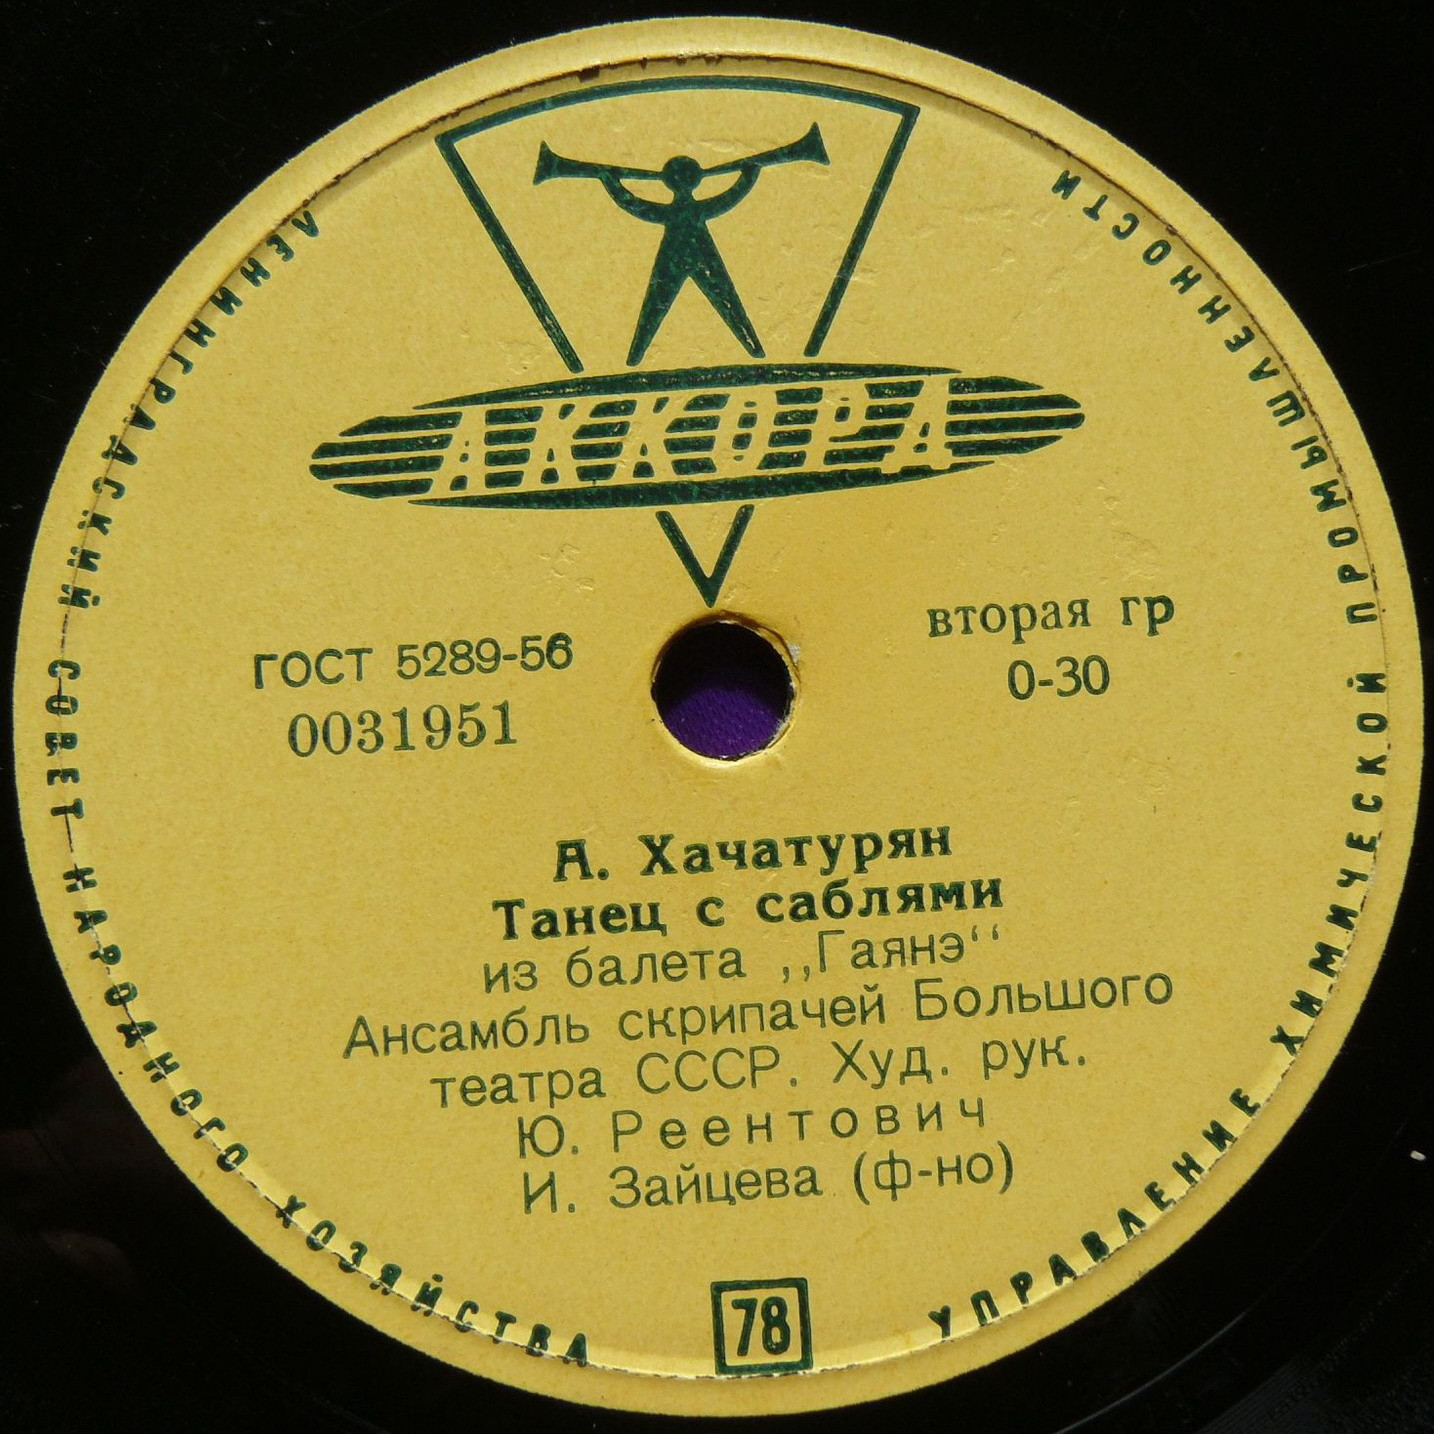 ЛЕНИНГРАДСКИЙ СОВЕТ НАРОДНОГО ХОЗЯЙСТВА
УПРАВЛЕНИЕ ХИМИЧЕСКОЙ ПРОМЫШЛЕННОСТИ
АККОРД
ГОСТ 5289-56
0031951
вторая гр
0-30
А. Хачатурян
Танец с саблями
из балета „Гаянэ“
Ансамбль скрипачей Большого
театра СССР. Худ. рук.
Ю. Реентович
И. Зайцева (ф-но)
78